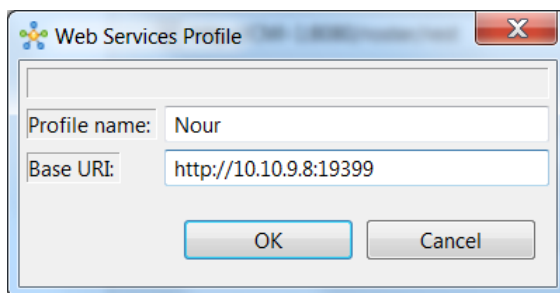 Web Services Profile
X
Profile name: Nour
Base URI: http://10.10.9.8:19399
OK Cancel